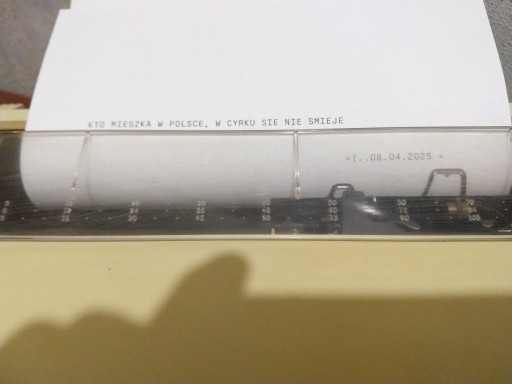 KTO MIESZKA W POLSCE, W CYRKU SIE NIE SMIEJE
=(..08.04.2025 =